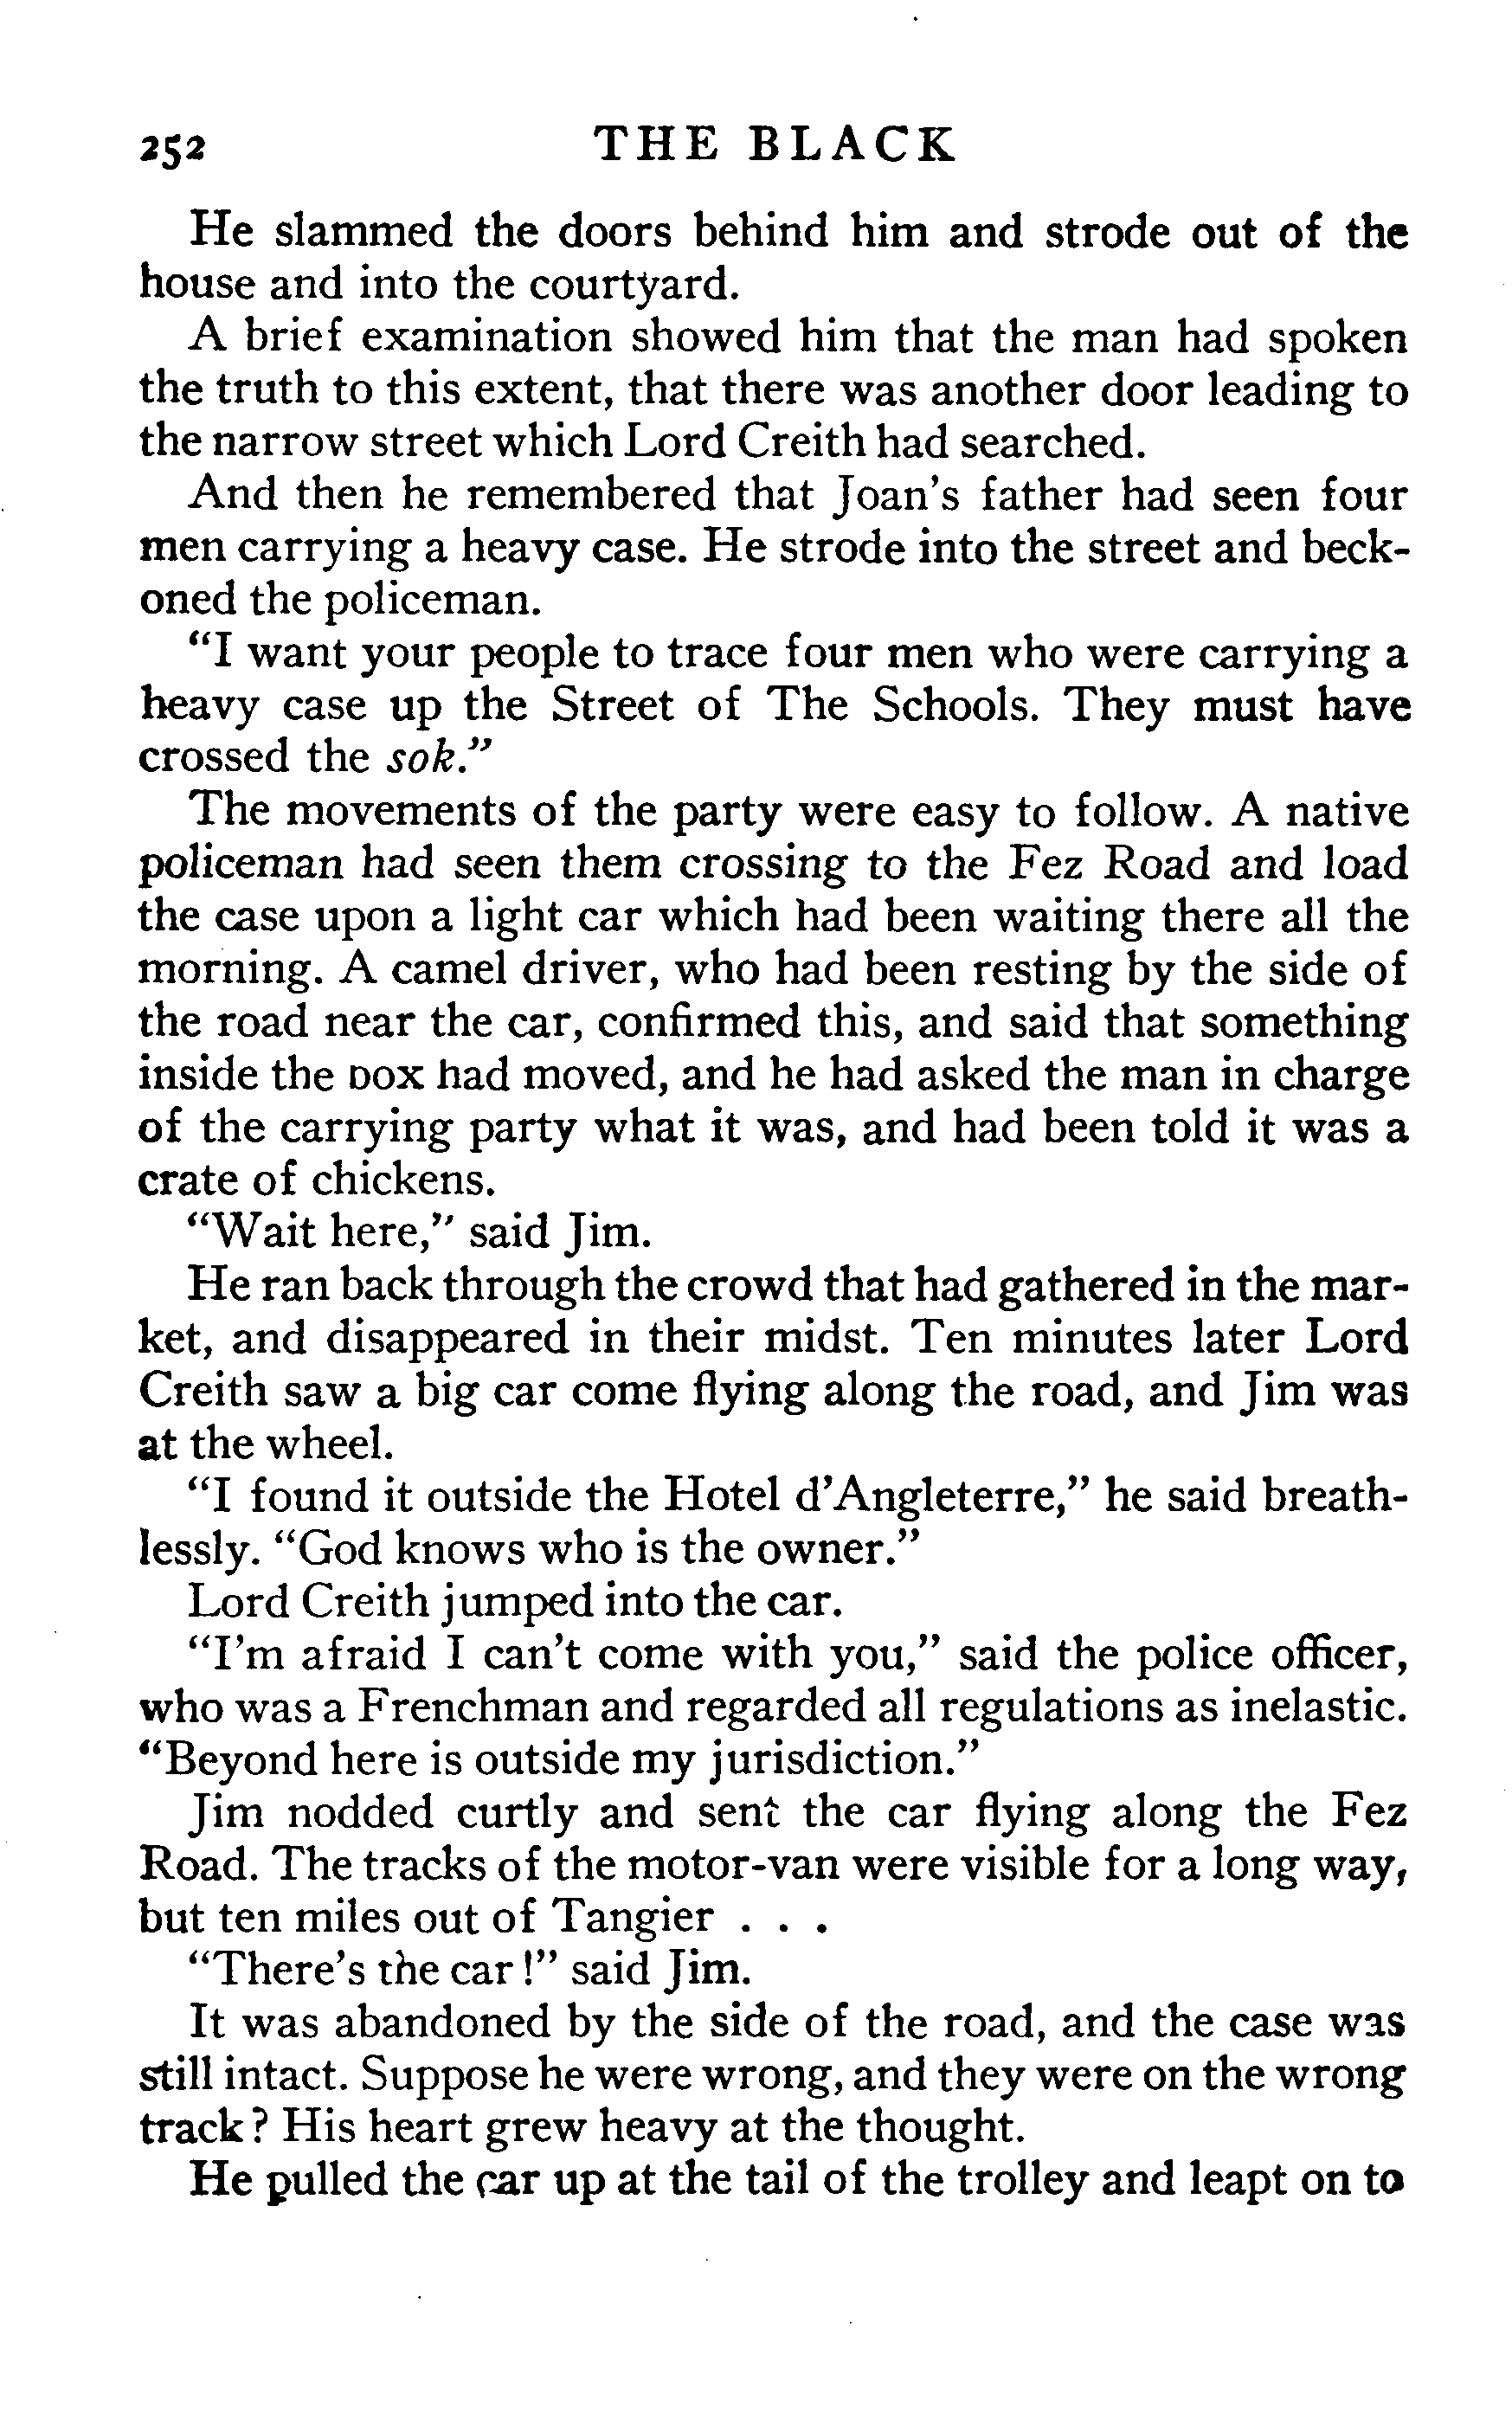 252 THE BLACK
He slammed the doors behind him and strode out of the
house and into the courtyard.
A brief examination showed him that the man had spoken
the truth to this extent, that there was another door leading to
the narrow street which Lord Creith had searched.
And then he remembered that Joan's father had seen four
men carrying a heavy case. He strode into the street and beck-
oned the policeman.
"I want your people to trace four men who were carrying a
heavy case up the Street of The Schools. They must have
crossed the sok."
The movements of the party were easy to follow. A native
policeman had seen them crossing to the Fez Road and load
the case upon a light car which had been waiting there all the
morning. A camel driver, who had been resting by the side of
the road near the car, confirmed this, and said that something
inside the box had moved, and he had asked the man in charge
of the carrying party what it was, and had been told it was a
crate of chickens.
"Wait here," said Jim.
He ran back through the crowd that had gathered in the mar-
ket, and disappeared in their midst. Ten minutes later Lord
Creith saw a big car come flying along the road, and Jim was
at the wheel.
"I found it outside the Hotel d'Angleterre," he said breath-
lessly. "God knows who is the owner."
Lord Creith jumped into the car.
"I'm afraid I can't come with you," said the police officer,
who was a Frenchman and regarded all regulations as inelastic.
"Beyond here is outside my jurisdiction."
Jim nodded curtly and sent the car flying along the Fez
Road. The tracks of the motor-van were visible for a long way,
but ten miles out of Tangier . . .
"There's the car!" said Jim.
It was abandoned by the side of the road, and the case was
still intact. Suppose he were wrong, and they were on the wrong
track? His heart grew heavy at the thought.
He pulled the car up at the tail of the trolley and leapt on to